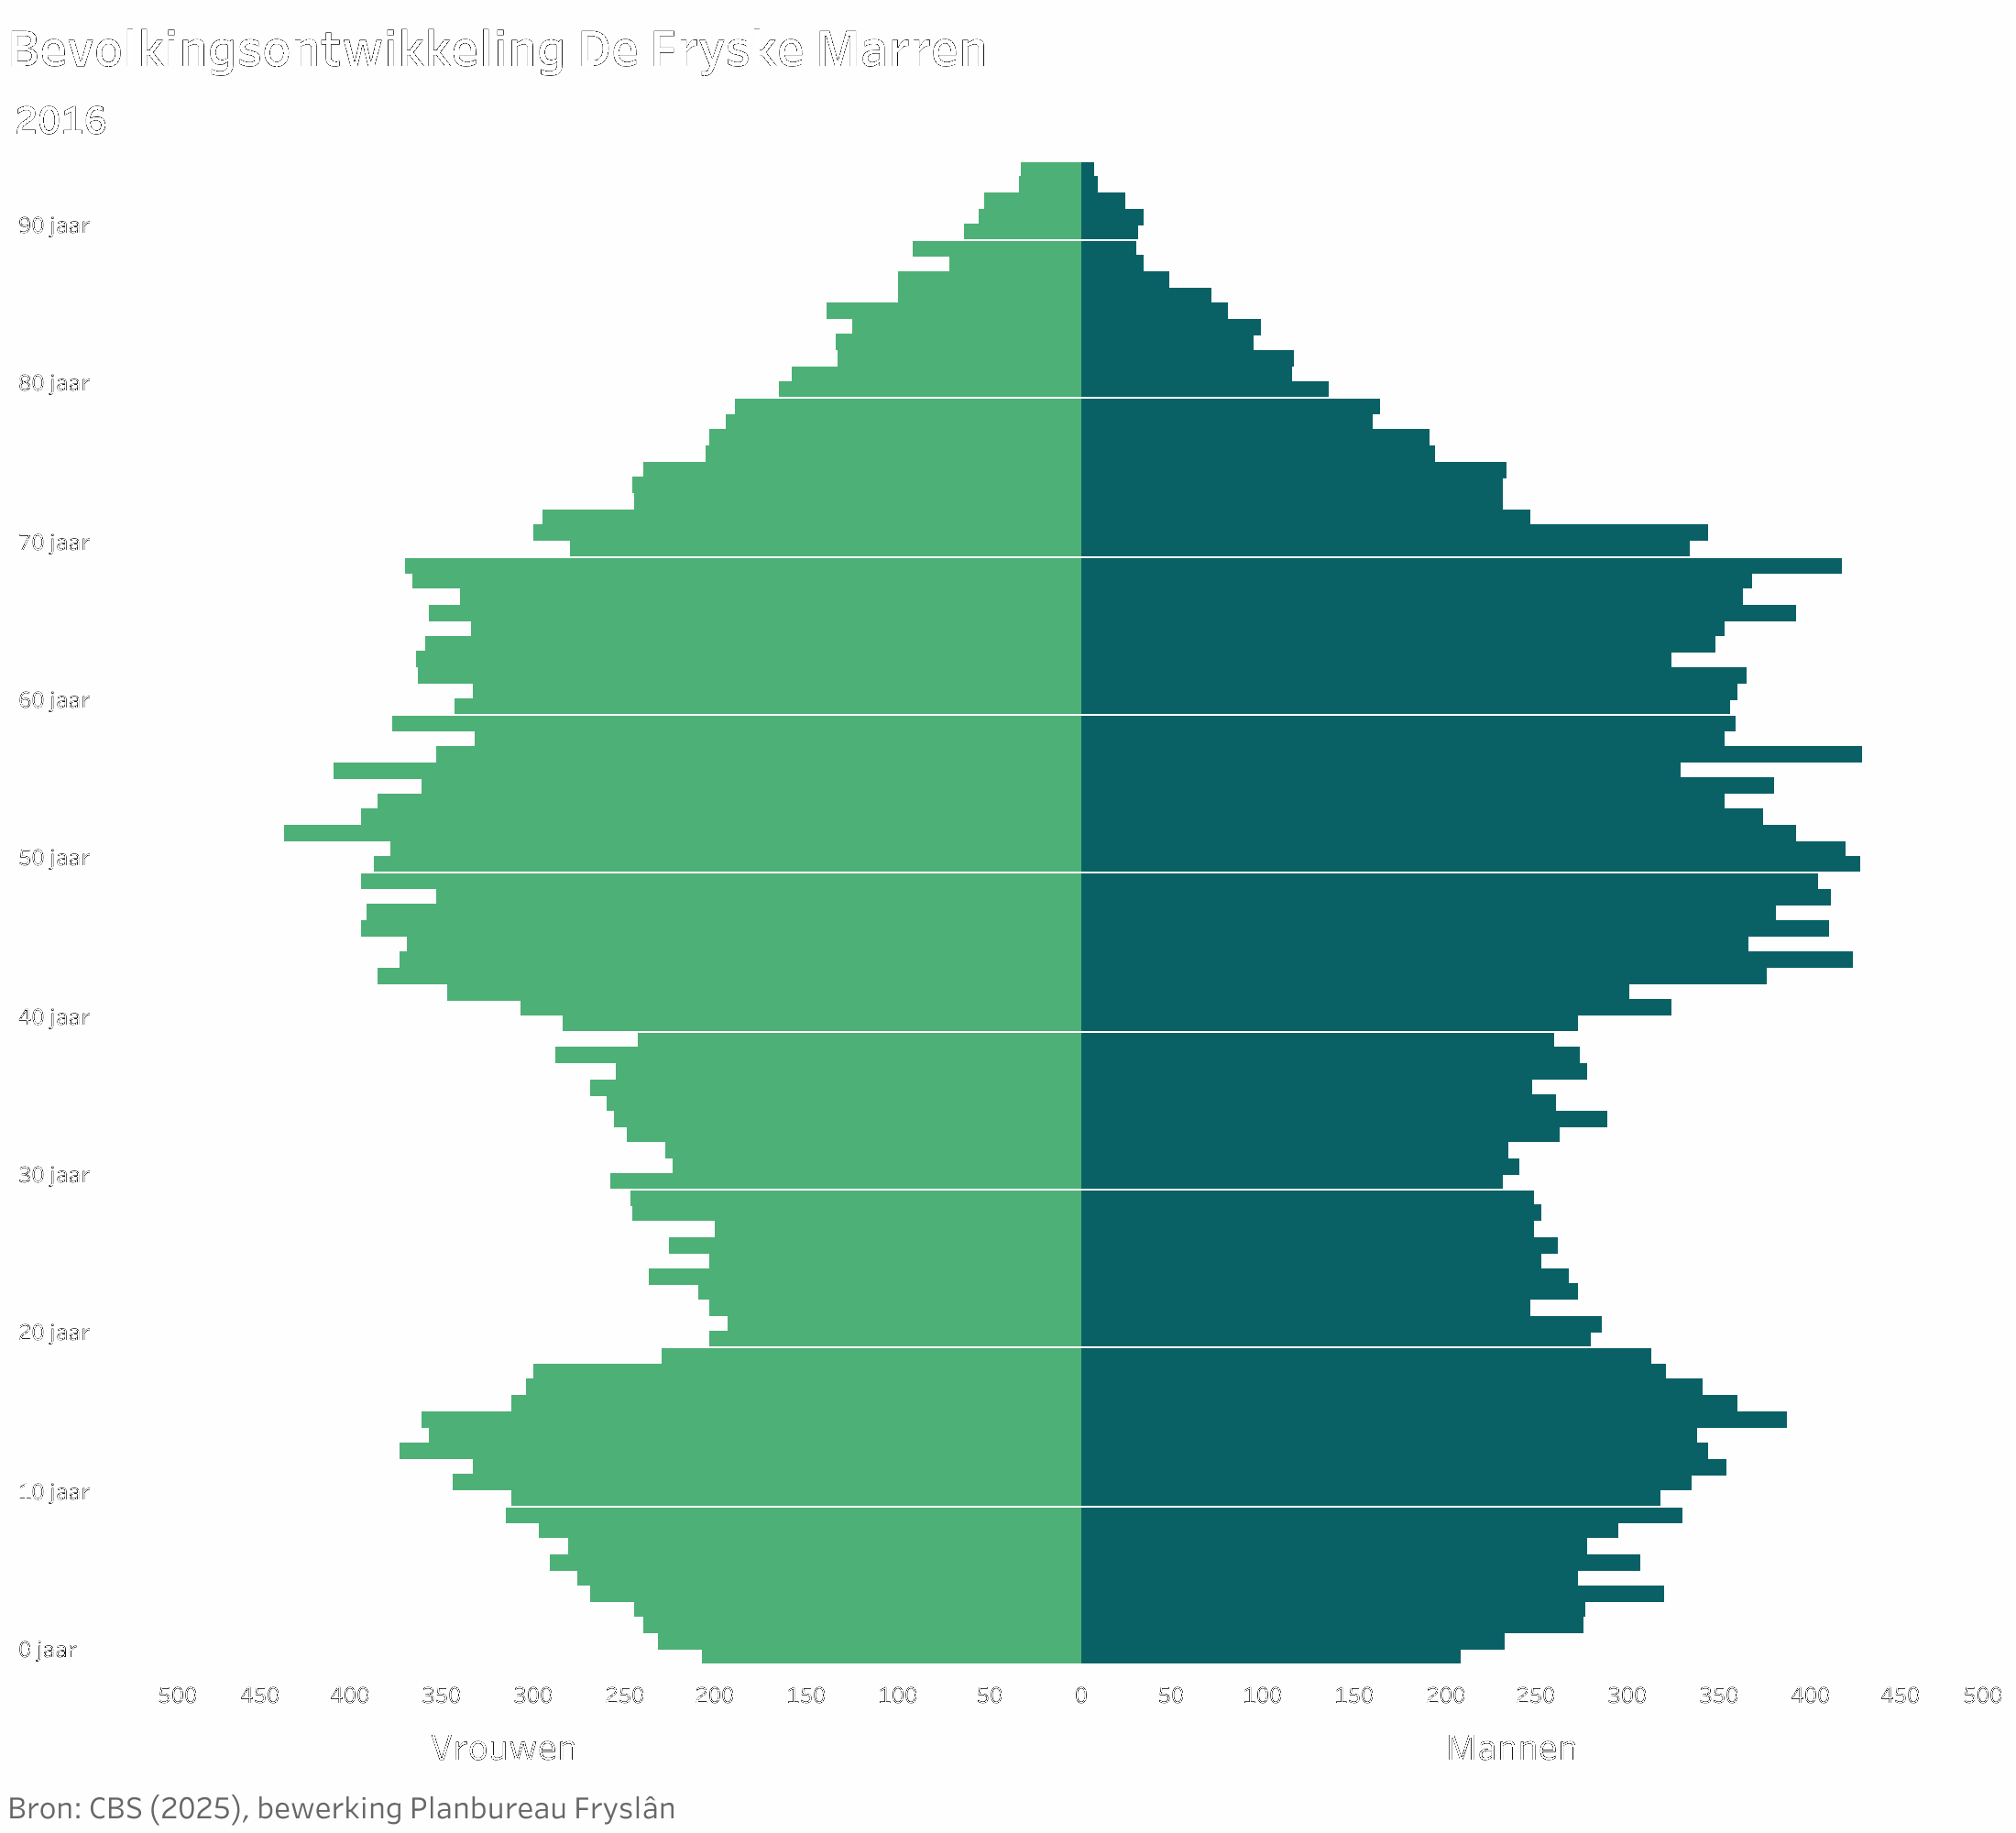 Bevolkingsontwikkeling De Fryske Marren
2016
90 jaar
80 jaar
70 jaar
60 jaar
50 jaar
40 jaar
30 jaar
20 jaar
10 jaar
0 jaar
500 450 400 350 300 250 200 150 100 50 0 50 100 150 200 250 300 350 400 450 500
Vrouwen Mannen
Bron: CBS (2025), bewerking Planbureau Fryslân